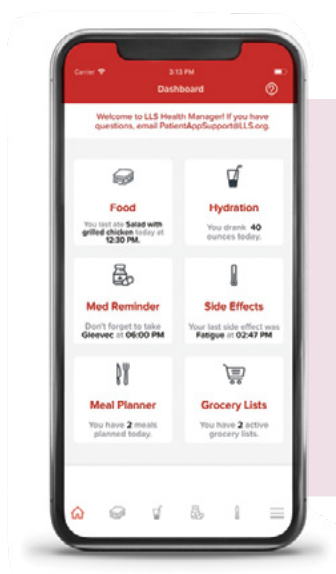 Carrier 3:13 PM
Dashboard
Welcome to LLS Health Manager! If you have
questions, email PatientAppSupport@LLS.org.
Food
You last ate Salad with
grilled chicken today at
12:30 PM.
Hydration
You drank 40
ounces today.
Med Reminder
Don't forget to take
Gleevec at 06:00 PM
Side Effects
Your last side effect was
Fatigue at 02:47 PM
Meal Planner
You have 2 meals
planned today.
Grocery Lists
You have 2 active
grocery lists.